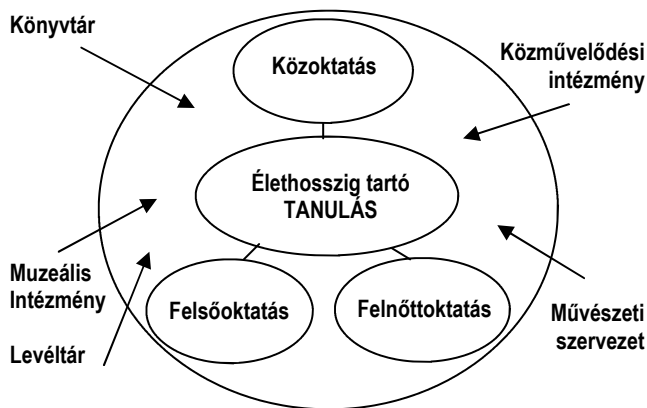 Könyvtár
Közoktatás
Közművelődési
intézmény
Élethosszig tartó
TANULÁS
Muzeális
Intézmény
Felsőoktatás
Felnőttoktatás
Művészeti
szervezet
Levéltár